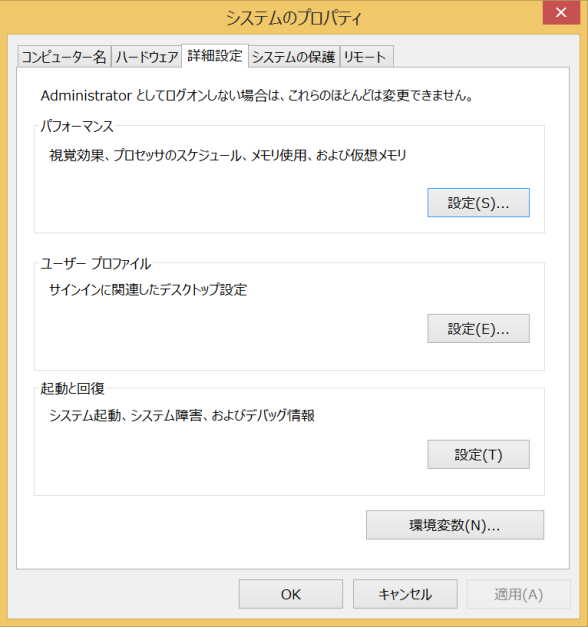 システムのプロパティ
コンピューター名 ハードウェア 詳細設定 システムの保護 リモート
Administrator としてログオンしない場合は、これらのほとんどは変更できません。
パフォーマンス
視覚効果、プロセッサのスケジュール、メモリ使用、および仮想メモリ
設定(S)...
ユーザー プロファイル
サインインに関連したデスクトップ設定
設定(E)...
起動と回復
システム起動、システム障害、およびデバッグ情報
設定(T)
環境変数(N)...
OK キャンセル 適用(A)